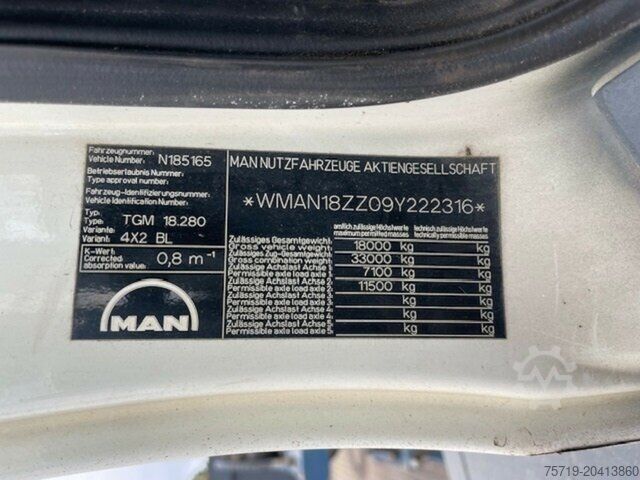 Fahrzeugnummer:
Vehicle Number: N185165
Betriebserlaubnis Nummer:
Type approval number:
Fahrzeug-Identifizierungsnummer:
Vehicle Identification Number:
Typ:
Type: TGM 18.280
Variante:
Variant: 4X2 BL
K-Wert:
Corrected absorption value: 0,8 m⁻¹
MAN
MAN NUTZFAHRZEUGE AKTIENGESELLSCHAFT
*WMAN18ZZ09Y222316*
amtlich zulässige Höchstwerte technisch zulässige Höchstwerte
maximum permitted masses technically permissible masses
Zulässiges Gesamtgewicht:
Gross vehicle weight: 18000 kg kg
Zulässiges Zug-Gesamtgewicht:
Gross combination weight: 33000 kg kg
Zulässige Achslast Achse 1:
Permissible axle load axle 1: 7100 kg kg
Zulässige Achslast Achse 2:
Permissible axle load axle 2: 11500 kg kg
Zulässige Achslast Achse 3:
Permissible axle load axle 3: kg kg
Zulässige Achslast Achse 4:
Permissible axle load axle 4: kg kg
Zulässige Achslast Achse 5:
Permissible axle load axle 5: kg kg
75719-20413860